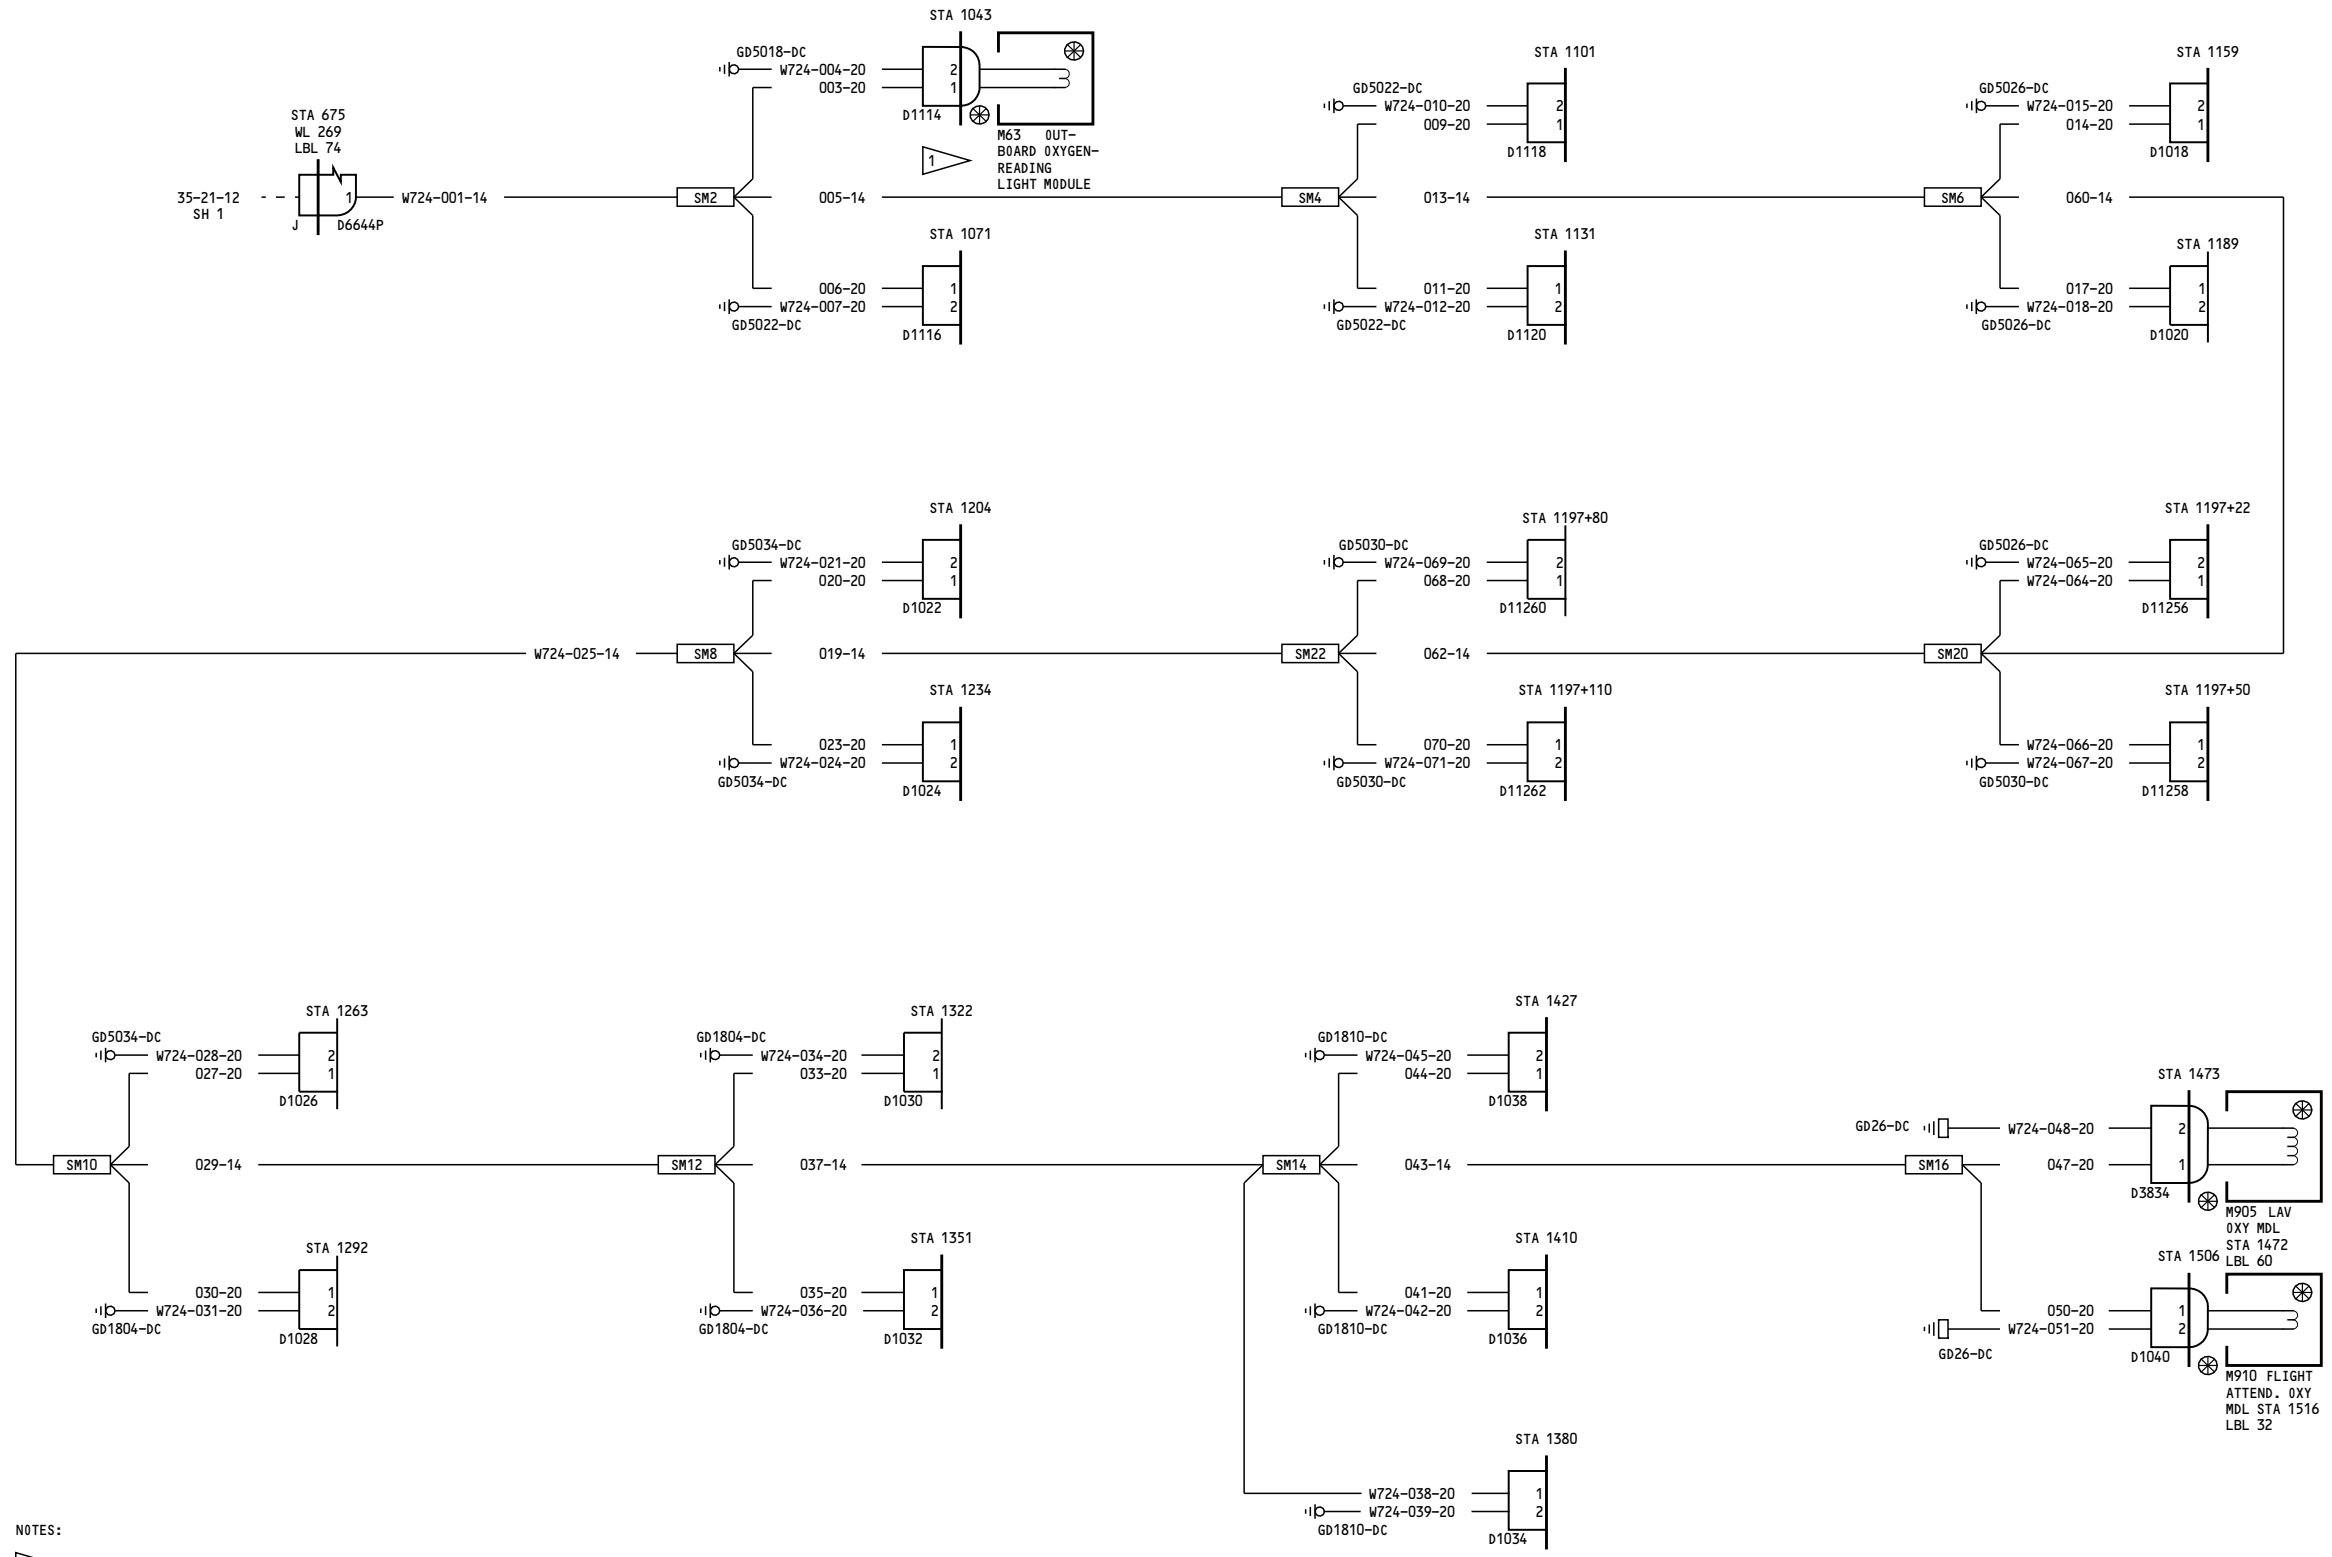 STA 1043
GD5018-DC
W724-004-20
003-20
2
1
D1114
M63 OUT-
BOARD OXYGEN-
READING
LIGHT MODULE
1
STA 1101
GD5022-DC
W724-010-20
009-20
2
1
D1118
STA 1159
GD5026-DC
W724-015-20
014-20
2
1
D1018
STA 675
WL 269
LBL 74
35-21-12
SH 1
1
J
D6644P
W724-001-14
SM2
005-14
SM4
013-14
SM6
060-14
STA 1071
006-20
W724-007-20
GD5022-DC
1
2
D1116
STA 1131
011-20
W724-012-20
GD5022-DC
1
2
D1120
STA 1189
017-20
W724-018-20
GD5026-DC
1
2
D1020
STA 1204
GD5034-DC
W724-021-20
020-20
2
1
D1022
STA 1197+80
GD5030-DC
W724-069-20
068-20
2
1
D11260
STA 1197+22
GD5026-DC
W724-065-20
W724-064-20
2
1
D11256
W724-025-14
SM8
019-14
SM22
062-14
SM20
STA 1234
023-20
W724-024-20
GD5034-DC
1
2
D1024
STA 1197+110
070-20
W724-071-20
GD5030-DC
1
2
D11262
STA 1197+50
W724-066-20
W724-067-20
GD5030-DC
1
2
D11258
STA 1263
GD5034-DC
W724-028-20
027-20
2
1
D1026
STA 1322
GD1804-DC
W724-034-20
033-20
2
1
D1030
STA 1427
GD1810-DC
W724-045-20
044-20
2
1
D1038
STA 1473
GD26-DC
W724-048-20
047-20
2
1
D3834
M905 LAV
OXY MDL
STA 1472
LBL 60
SM10
029-14
SM12
037-14
SM14
043-14
SM16
STA 1292
030-20
W724-031-20
GD1804-DC
1
2
D1028
STA 1351
035-20
W724-036-20
GD1804-DC
1
2
D1032
STA 1410
041-20
W724-042-20
GD1810-DC
1
2
D1036
STA 1506
050-20
W724-051-20
GD26-DC
1
2
D1040
M910 FLIGHT
ATTEND. OXY
MDL STA 1516
LBL 32
STA 1380
W724-038-20
W724-039-20
GD1810-DC
1
2
D1034
NOTES: